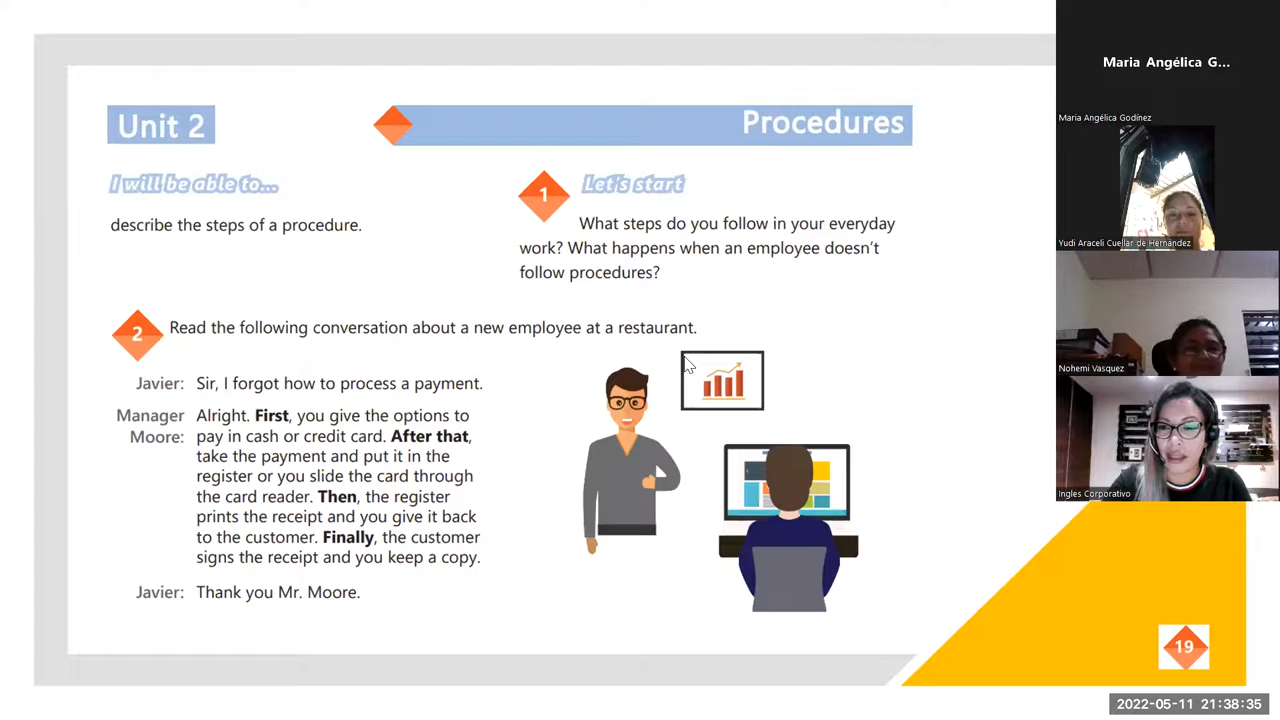 Unit 2
Procedures
I will be able to...
describe the steps of a procedure.
1
Let's start
What steps do you follow in your everyday
work? What happens when an employee doesn't
follow procedures?
2
Read the following conversation about a new employee at a restaurant.
Javier: Sir, I forgot how to process a payment.
Manager Alright. First, you give the options to
Moore: pay in cash or credit card. After that,
take the payment and put it in the
register or you slide the card through
the card reader. Then, the register
prints the receipt and you give it back
to the customer. Finally, the customer
signs the receipt and you keep a copy.
Javier: Thank you Mr. Moore.
19
Maria Angélica G...
Maria Angélica Godínez
Yudi Araceli Cuellar de Hernández
Nohemi Vasquez
Ingles Corporativo
2022-05-11 21:38:35